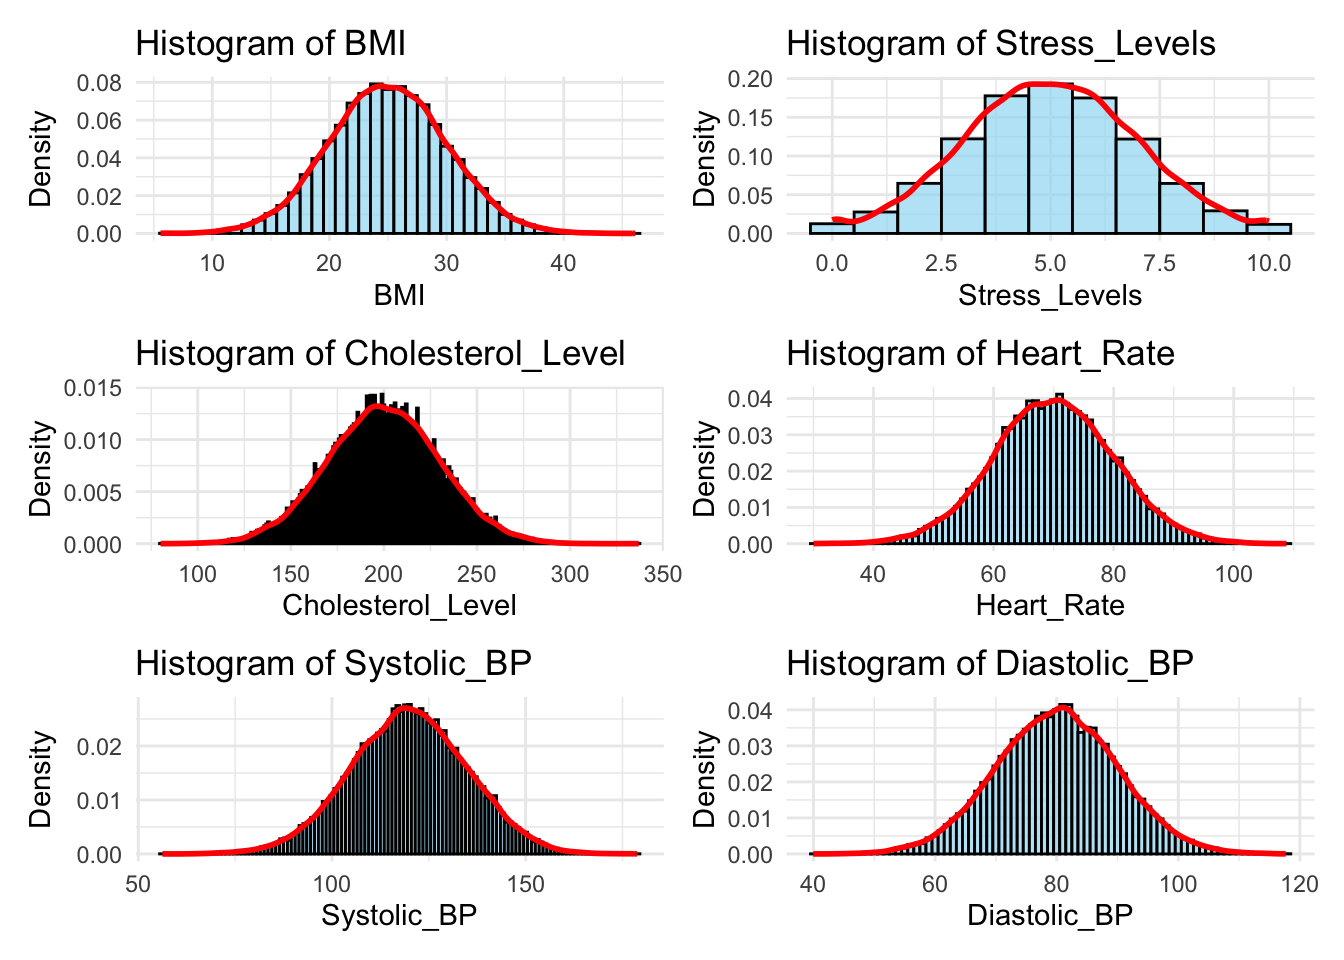 Histogram of BMI
0.08
0.06
0.04
0.02
0.00
Density
10 20 30 40
BMI
Histogram of Stress_Levels
0.20
0.15
0.10
0.05
0.00
Density
0.0 2.5 5.0 7.5 10.0
Stress_Levels
Histogram of Cholesterol_Level
0.015
0.010
0.005
0.000
Density
100 150 200 250 300 350
Cholesterol_Level
Histogram of Heart_Rate
0.04
0.03
0.02
0.01
0.00
Density
40 60 80 100
Heart_Rate
Histogram of Systolic_BP
0.02
0.01
0.00
Density
50 100 150
Systolic_BP
Histogram of Diastolic_BP
0.04
0.03
0.02
0.01
0.00
Density
40 60 80 100 120
Diastolic_BP